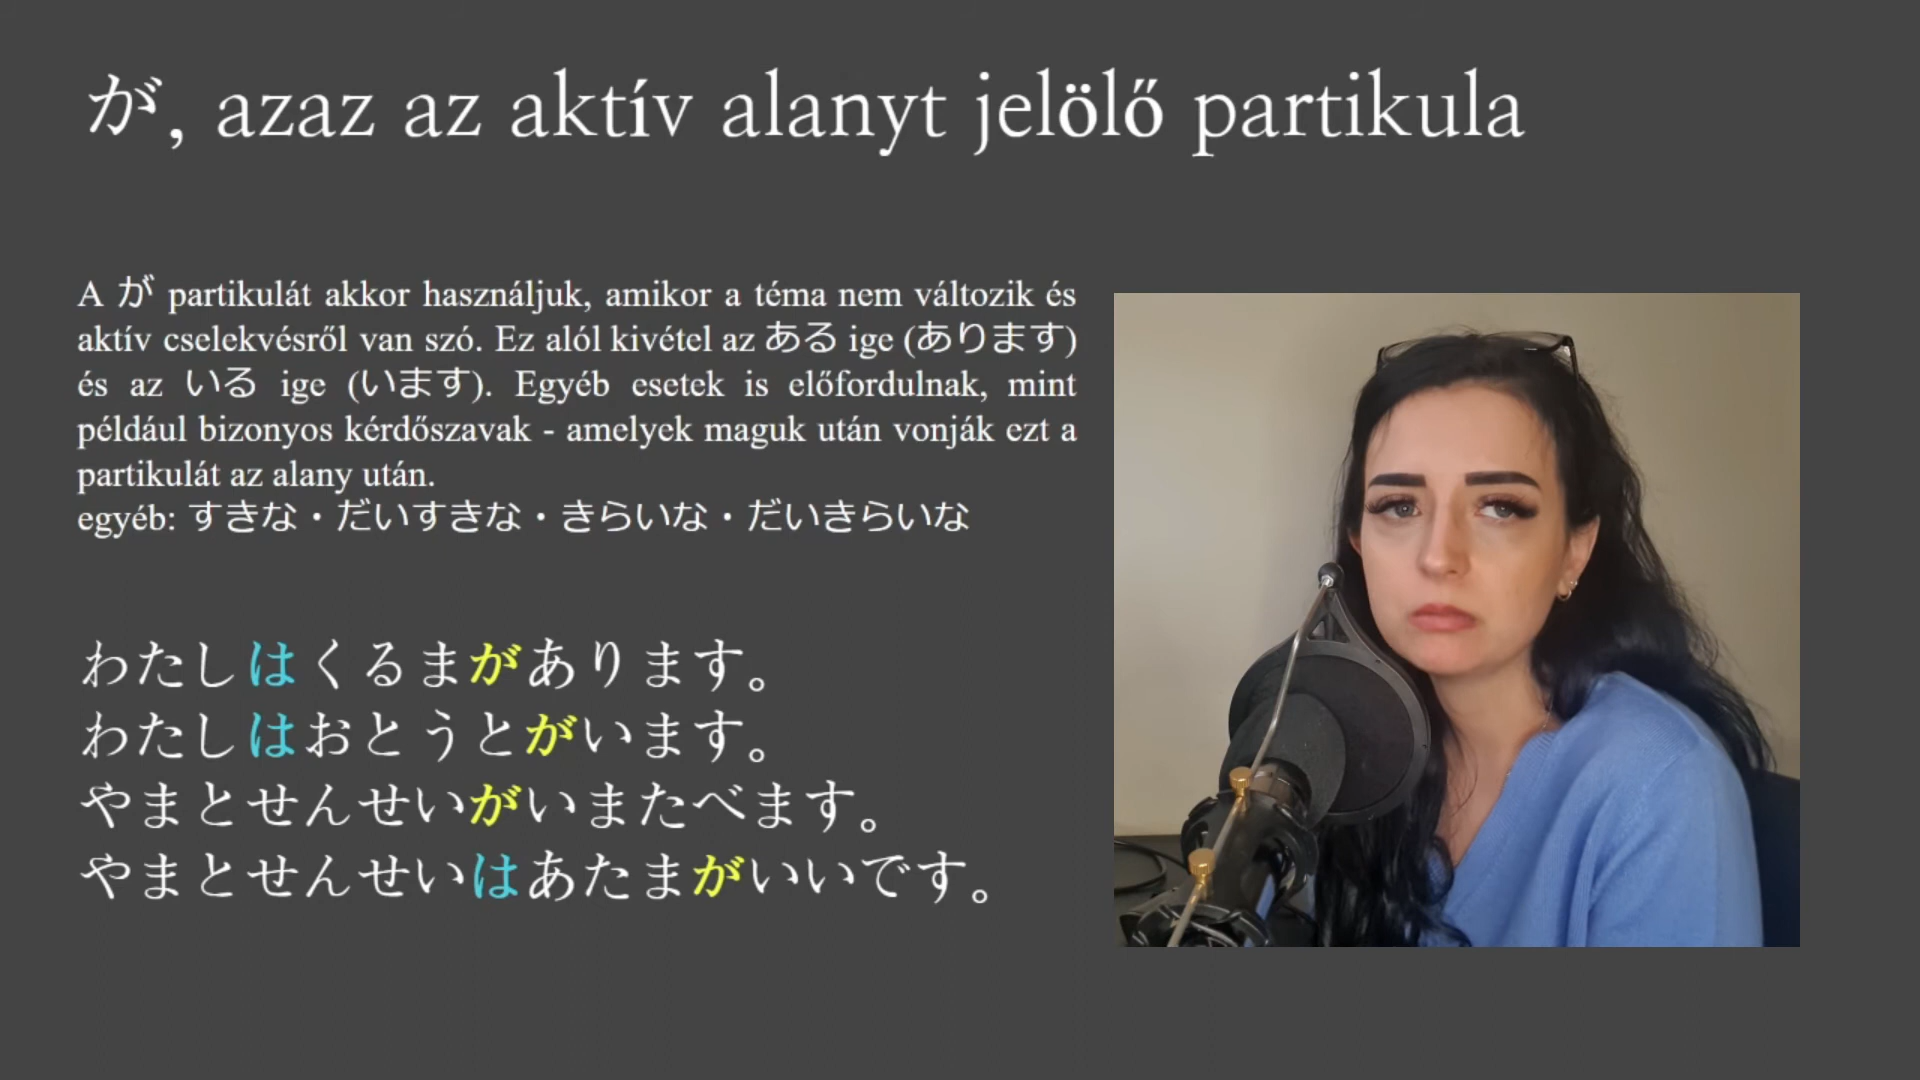 が, azaz az aktív alanyt jelölő partikula
A が partikulát akkor használjuk, amikor a téma nem változik és
aktív cselekvésről van szó. Ez alól kivétel az ある ige (あります)
és az いる ige (います). Egyéb esetek is előfordulnak, mint
például bizonyos kérdőszavak - amelyek maguk után vonják ezt a
partikulát az alany után.
egyéb: すきな・だいすきな・きらいな・だいきらいな
わたしはくるまがあります。
わたしはおとうとがいます。
やまとせんせいがいまたべます。
やまとせんせいはあたまがいいです。